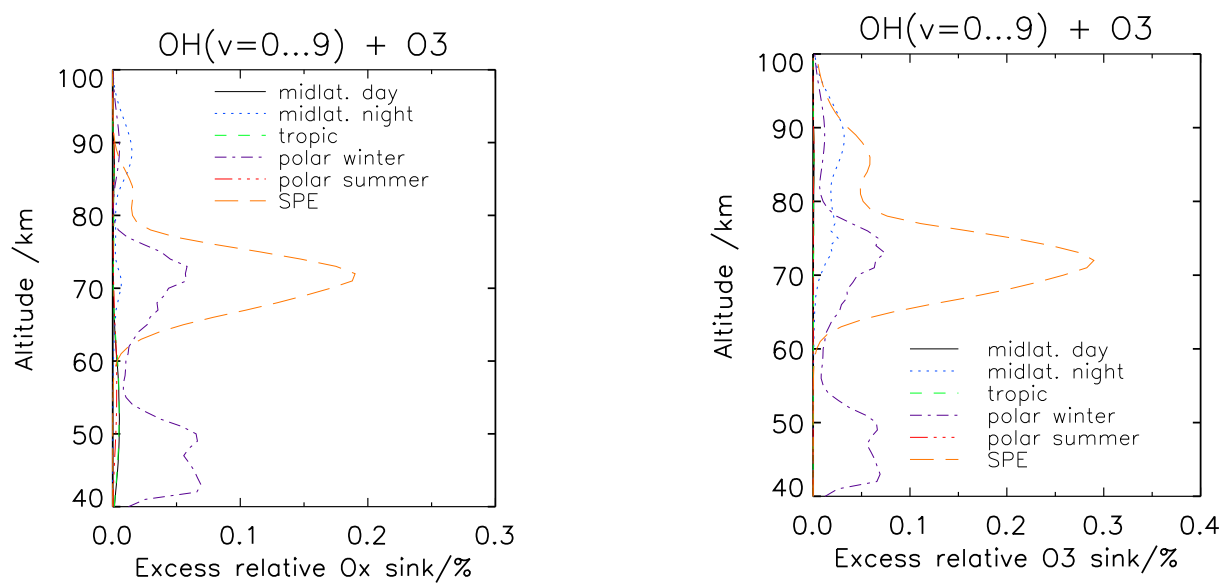 OH(v=0...9) + O3
100
90
80
70
60
50
40
Altitude /km
midlat. day
midlat. night
tropic
polar winter
polar summer
SPE
0.0 0.1 0.2 0.3
Excess relative Ox sink/%
OH(v=0...9) + O3
100
90
80
70
60
50
40
Altitude /km
midlat. day
midlat. night
tropic
polar winter
polar summer
SPE
0.0 0.1 0.2 0.3 0.4
Excess relative O3 sink/%